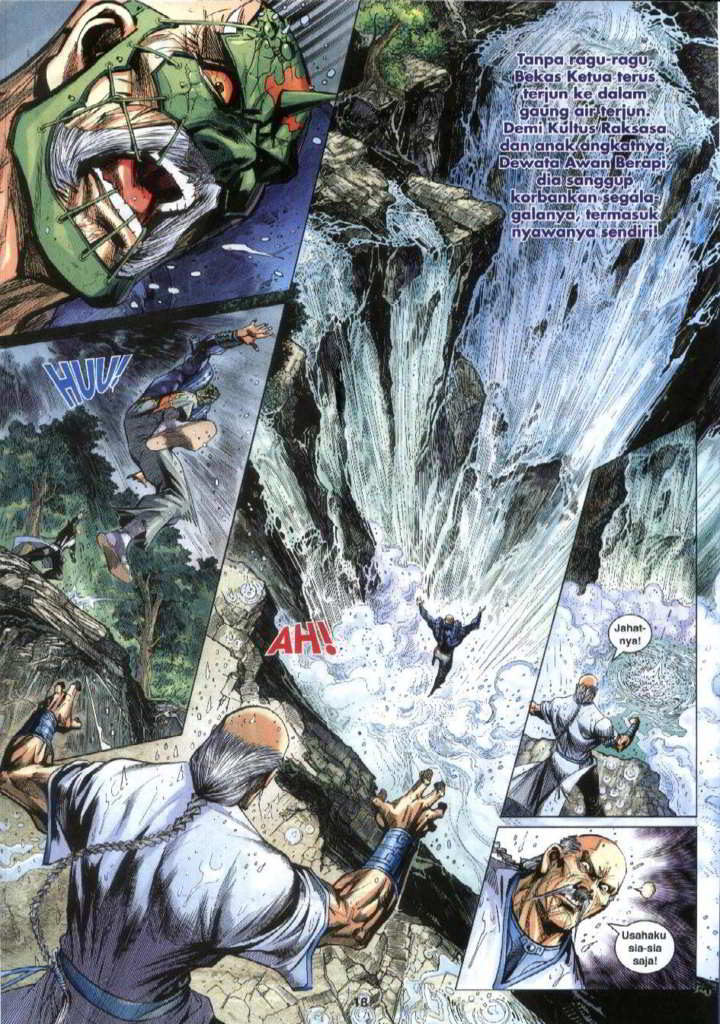 Tanpa ragu-ragu,
Bekas Ketua terus
terjun ke dalam
gaung air terjun.
Demi Kultus Raksasa
dan anak angkatnya,
Dewata Awan Berapi
dia sanggup
korbankan segala-
galanya, termasuk
nyawanya sendiri!
HUU!
AH!
Jahat-
nya!
Usahaku
sia-sia
saja!
18